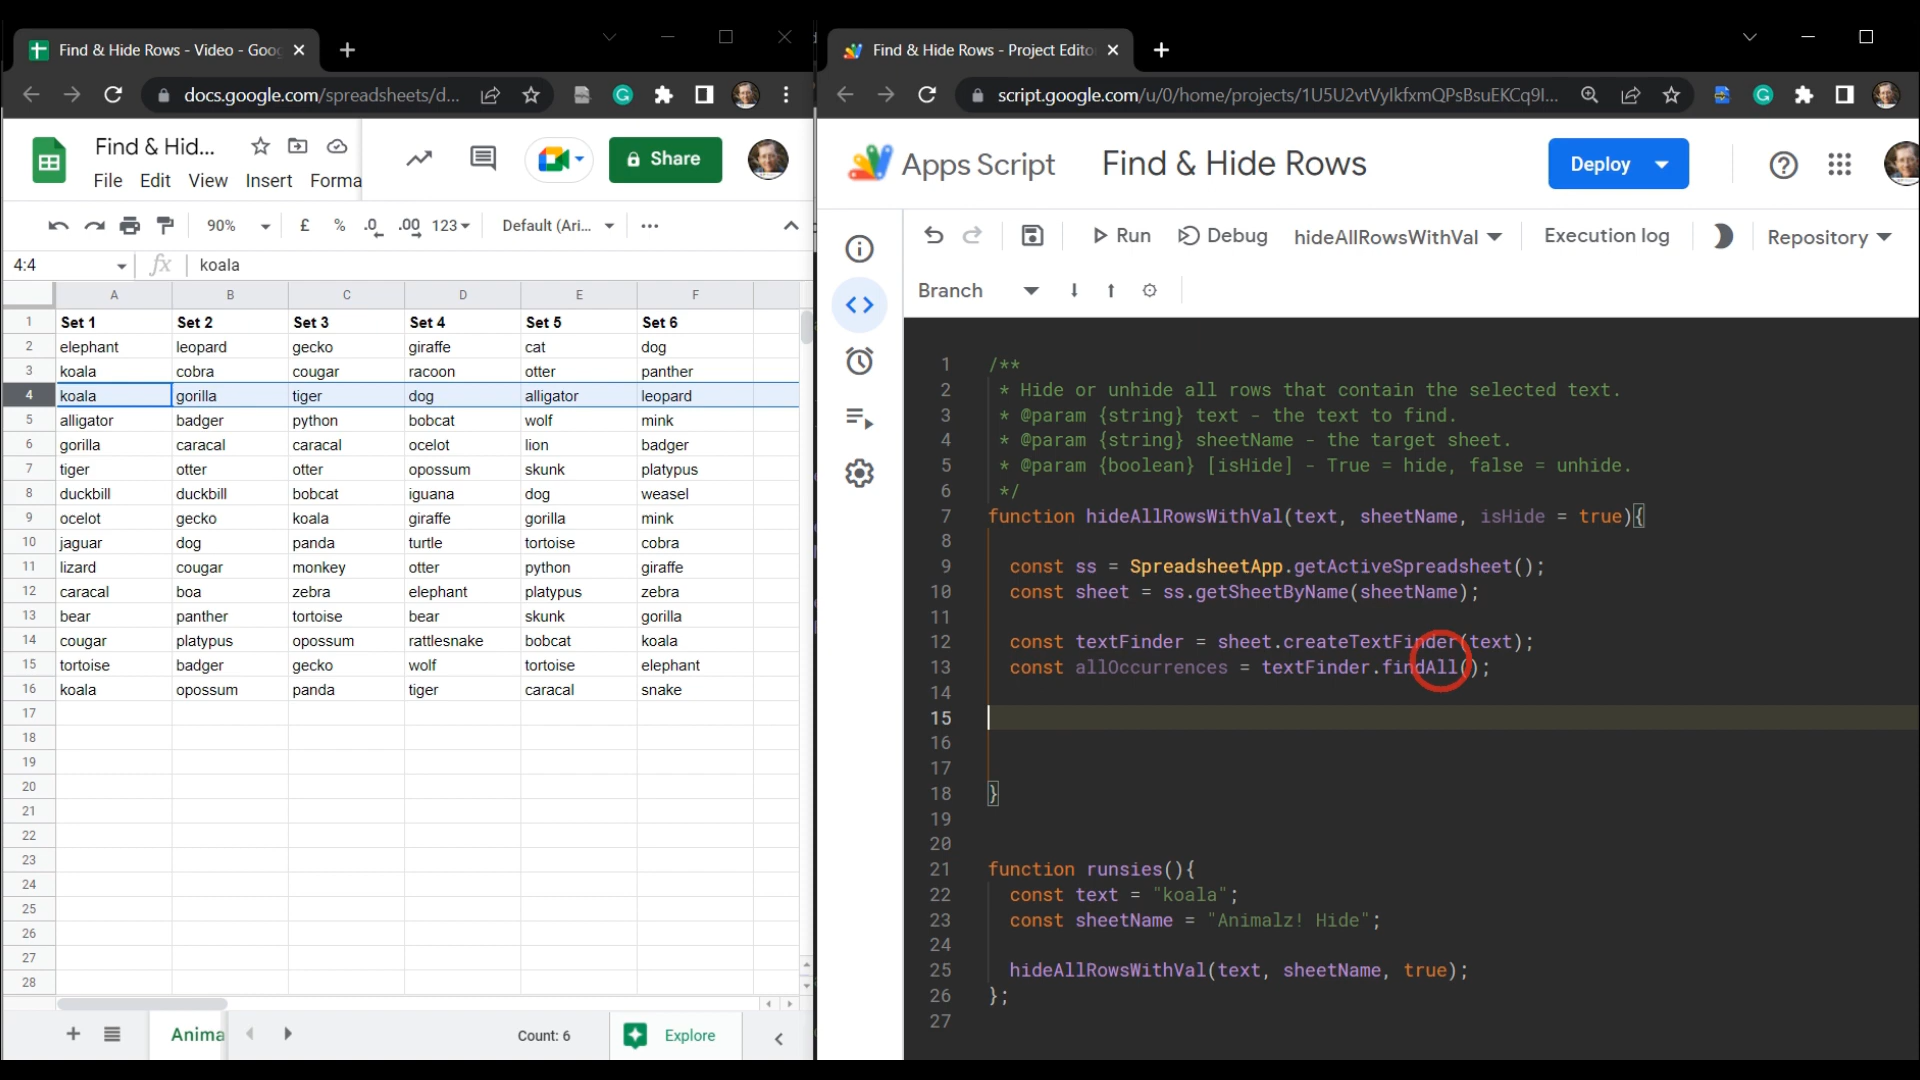 Find & Hide Rows - Video - Goo
docs.google.com/spreadsheets/d...
Find & Hid...
Share
File Edit View Insert Forma
90% £ % .0 .00 123 Default (Ari... ...
4:4 fx koala
A B C D E F
1 Set 1 Set 2 Set 3 Set 4 Set 5 Set 6
2 elephant leopard gecko giraffe cat dog
3 koala cobra cougar racoon otter panther
4 koala gorilla tiger dog alligator leopard
5 alligator badger python bobcat wolf mink
6 gorilla caracal caracal ocelot lion badger
7 tiger otter otter opossum skunk platypus
8 duckbill duckbill bobcat iguana dog weasel
9 ocelot gecko koala giraffe gorilla mink
10 jaguar dog panda turtle tortoise cobra
11 lizard cougar monkey otter python giraffe
12 caracal boa zebra elephant platypus zebra
13 bear panther tortoise bear skunk gorilla
14 cougar platypus opossum rattlesnake bobcat koala
15 tortoise badger gecko wolf tortoise elephant
16 koala opossum panda tiger caracal snake
17
18
19
20
21
22
23
24
25
26
27
28
Anima Count: 6 Explore
Find & Hide Rows - Project Edito
script.google.com/u/0/home/projects/1U5U2vtVylkfxmQPsBsuEKCq9I...
Apps Script Find & Hide Rows Deploy
Run Debug hideAllRowsWithVal Execution log Repository
Branch
1 /**
2 * Hide or unhide all rows that contain the selected text.
3 * @param {string} text - the text to find.
4 * @param {string} sheetName - the target sheet.
5 * @param {boolean} [isHide] - True = hide, false = unhide.
6 */
7 function hideAllRowsWithVal(text, sheetName, isHide = true){
8
9 const ss = SpreadsheetApp.getActiveSpreadsheet();
10 const sheet = ss.getSheetByName(sheetName);
11
12 const textFinder = sheet.createTextFinder(text);
13 const allOccurrences = textFinder.findAll();
14
15
16
17
18 }
19
20
21 function runsies(){
22 const text = "koala";
23 const sheetName = "Animalz! Hide";
24
25 hideAllRowsWithVal(text, sheetName, true);
26 };
27